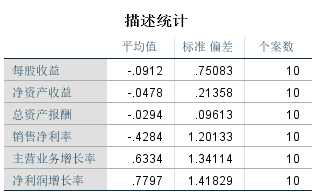 描述统计
平均值 标准 偏差 个案数
每股收益 -.0912 .75083 10
净资产收益 -.0478 .21358 10
总资产报酬 -.0294 .09613 10
销售净利率 -.4284 1.20133 10
主营业务增长率 .6334 1.34114 10
净利润增长率 .7797 1.41829 10